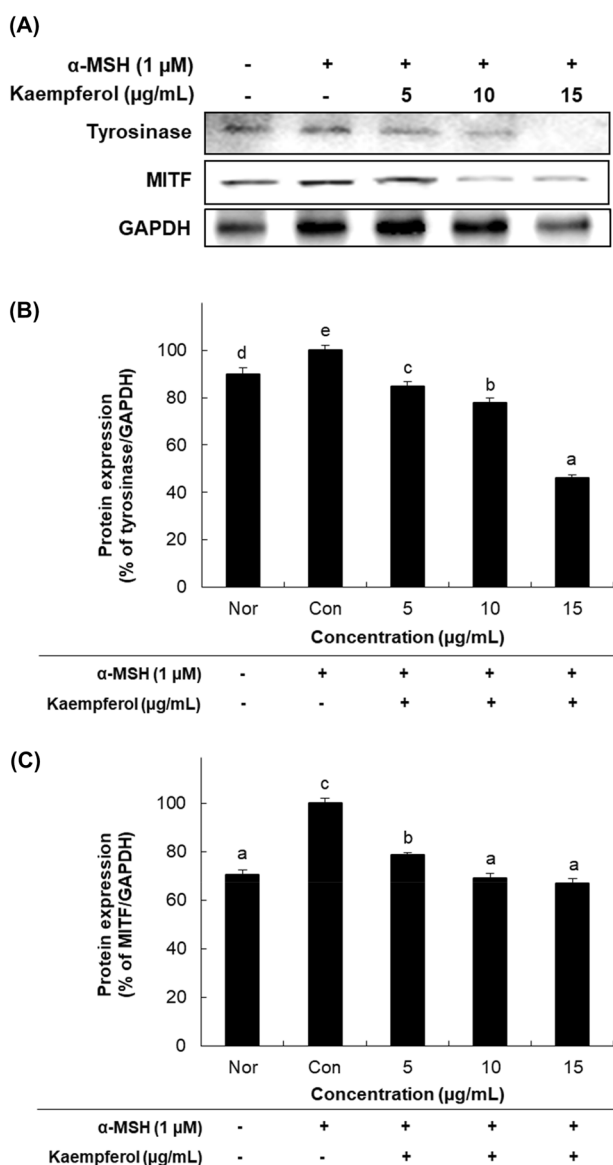 (A)
α-MSH (1 µM) - + + + +
Kaempferol (µg/mL) - - 5 10 15
Tyrosinase
MITF
GAPDH
(B)
Protein expression
(% of tyrosinase/GAPDH)
100
80
60
40
20
0
d e c b a
Nor Con 5 10 15
Concentration (µg/mL)
α-MSH (1 µM) - + + + +
Kaempferol (µg/mL) - - + + +
(C)
Protein expression
(% of MITF/GAPDH)
100
80
60
40
20
0
a c b a a
Nor Con 5 10 15
Concentration (µg/mL)
α-MSH (1 µM) - + + + +
Kaempferol (µg/mL) - - + + +